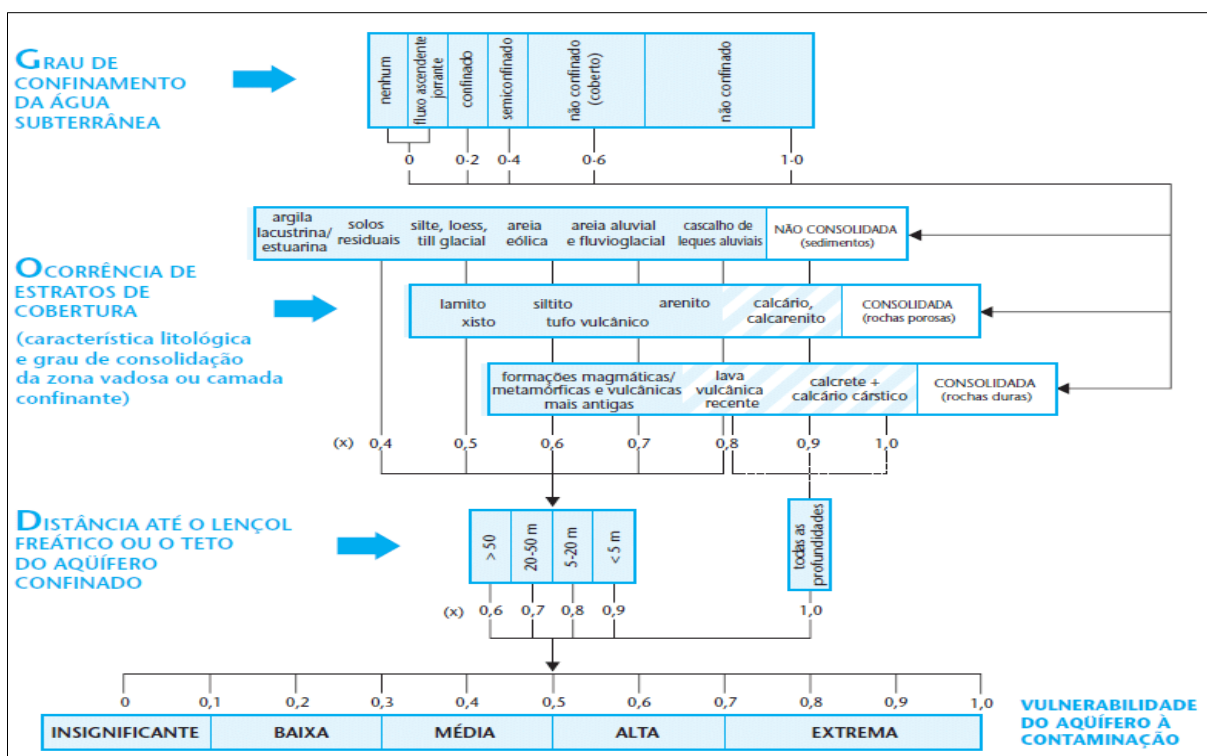 GRAU DE
CONFINAMENTO
DA ÁGUA
SUBTERRÂNEA
nenhum
fluxo ascendente
jorrante
confinado
semiconfinado
não confinado
(coberto)
não confinado
0 0-2 0-4 0-6 1-0
OCORRÊNCIA DE
ESTRATOS DE
COBERTURA
(característica litológica
e grau de consolidação
da zona vadosa ou camada
confinante)
argila
lacustrina/
estuarina
solos
residuais
silte, loess,
till glacial
areia
eólica
areia aluvial
e fluvioglacial
cascalho de
leques aluviais
NÃO CONSOLIDADA
(sedimentos)
lamito
xisto
siltito
tufo vulcânico
arenito
calcário,
calcarenito
CONSOLIDADA
(rochas porosas)
formações magmáticas/
metamórficas e vulcânicas
mais antigas
lava
vulcânica
recente
calcrete +
calcário cárstico
CONSOLIDADA
(rochas duras)
(x) 0,4 0,5 0,6 0,7 0,8 0,9 1,0
DISTÂNCIA ATÉ O LENÇOL
FREÁTICO OU O TETO
DO AQÜÍFERO
CONFINADO
> 50
20-50 m
5-20 m
< 5 m
todas as
profundidades
(x) 0,6 0,7 0,8 0,9 1,0
0 0,1 0,2 0,3 0,4 0,5 0,6 0,7 0,8 0,9 1,0
INSIGNIFICANTE BAIXA MÉDIA ALTA EXTREMA
VULNERABILIDADE
DO AQÜÍFERO À
CONTAMINAÇÃO